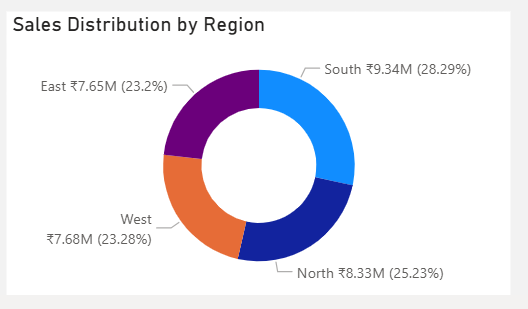 Sales Distribution by Region
South ₹9.34M (28.29%)
East ₹7.65M (23.2%)
West
₹7.68M (23.28%)
North ₹8.33M (25.23%)